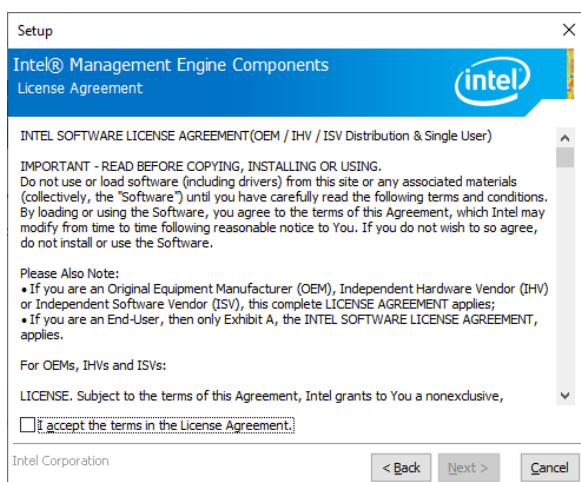 Setup
Intel® Management Engine Components
License Agreement
intel
INTEL SOFTWARE LICENSE AGREEMENT(OEM / IHV / ISV Distribution & Single User)
IMPORTANT - READ BEFORE COPYING, INSTALLING OR USING.
Do not use or load software (including drivers) from this site or any associated materials
(collectively, the "Software") until you have carefully read the following terms and conditions.
By loading or using the Software, you agree to the terms of this Agreement, which Intel may
modify from time to time following reasonable notice to You. If you do not wish to so agree,
do not install or use the Software.
Please Also Note:
• If you are an Original Equipment Manufacturer (OEM), Independent Hardware Vendor (IHV)
or Independent Software Vendor (ISV), this complete LICENSE AGREEMENT applies;
• If you are an End-User, then only Exhibit A, the INTEL SOFTWARE LICENSE AGREEMENT,
applies.
For OEMs, IHVs and ISVs:
LICENSE. Subject to the terms of this Agreement, Intel grants to You a nonexclusive,
I accept the terms in the License Agreement.
Intel Corporation
< Back Next > Cancel